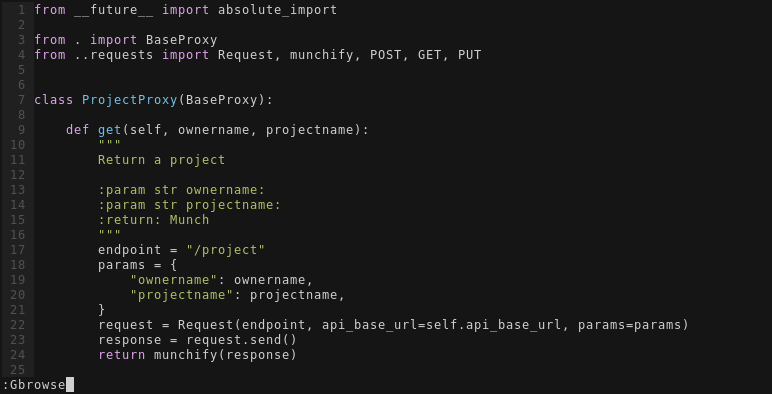 1 from __future__ import absolute_import
2
3 from . import BaseProxy
4 from ..requests import Request, munchify, POST, GET, PUT
5
6
7 class ProjectProxy(BaseProxy):
8
9     def get(self, ownername, projectname):
10         """
11         Return a project
12
13         :param str ownername:
14         :param str projectname:
15         :return: Munch
16         """
17         endpoint = "/project"
18         params = {
19             "ownername": ownername,
20             "projectname": projectname,
21         }
22         request = Request(endpoint, api_base_url=self.api_base_url, params=params)
23         response = request.send()
24         return munchify(response)
25
:Gbrowse